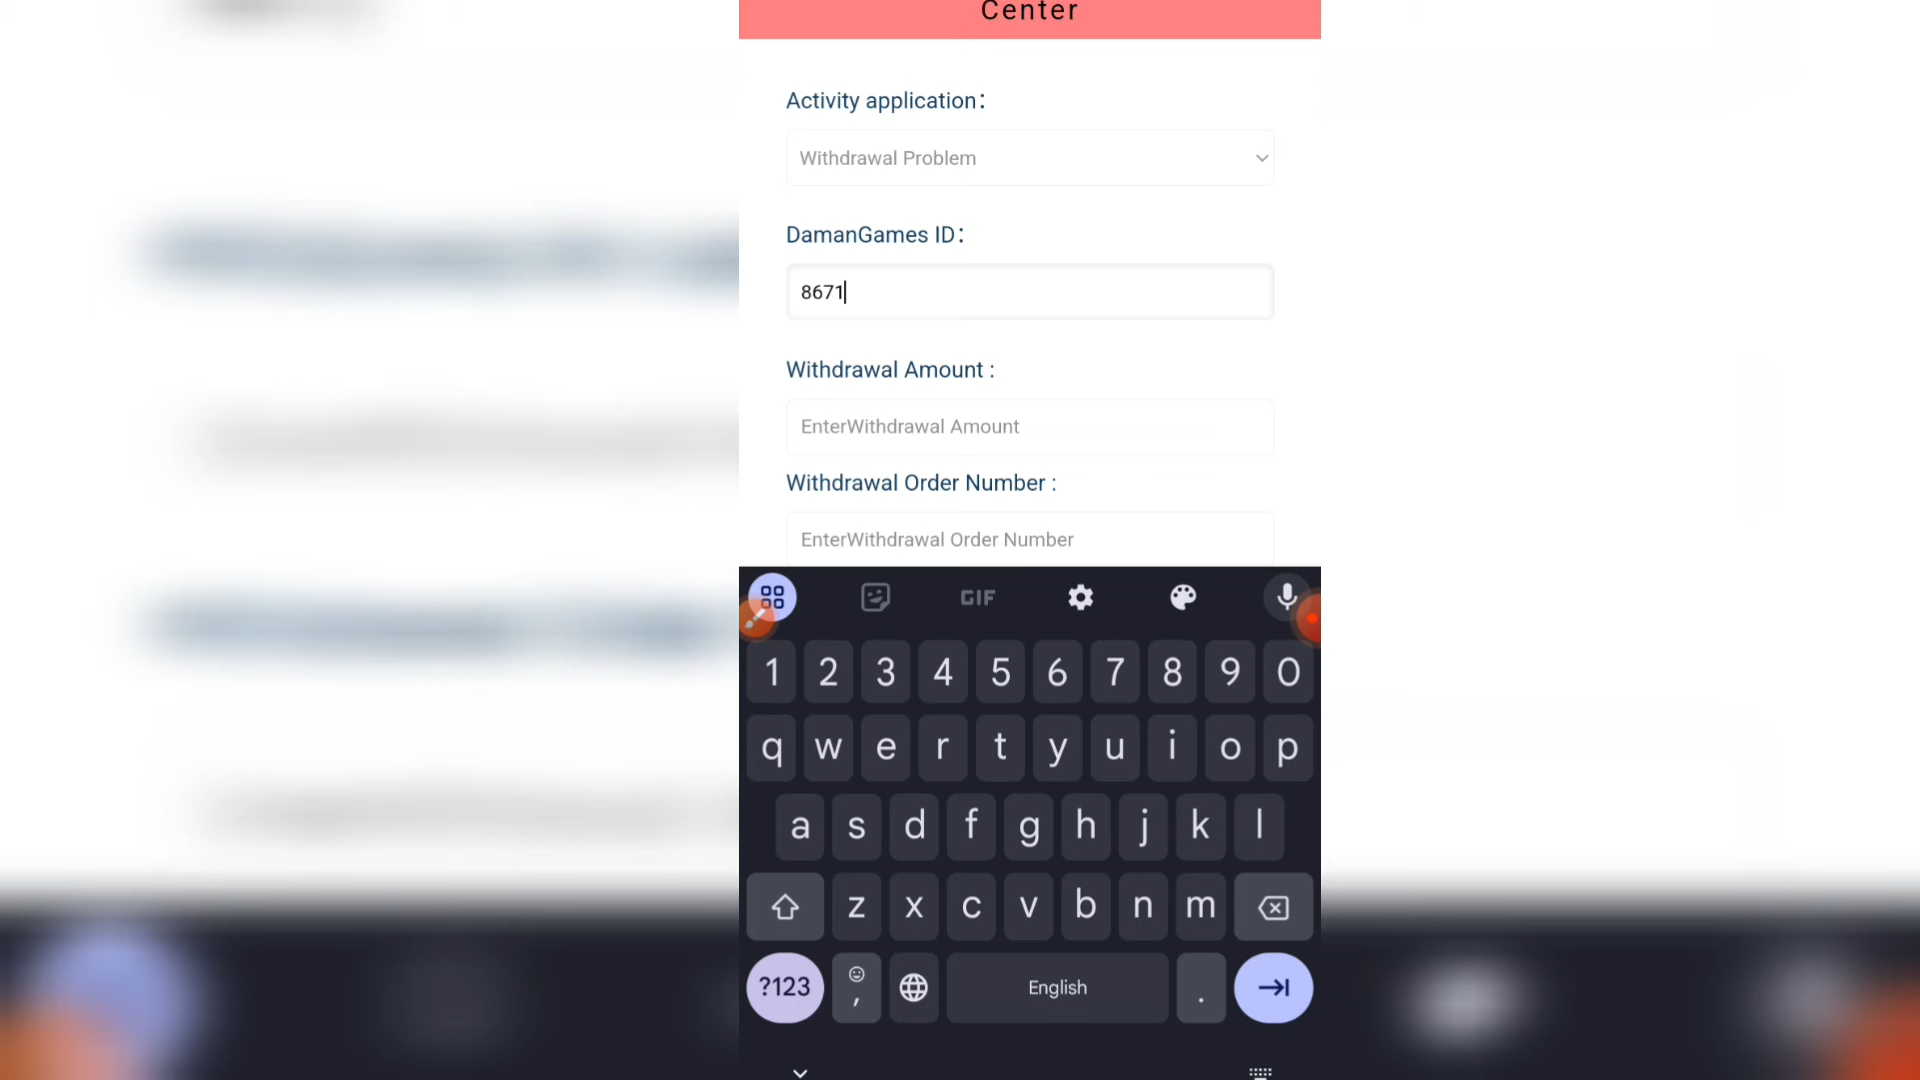 Center
Activity application：
Withdrawal Problem
DamanGames ID：
8671
Withdrawal Amount :
EnterWithdrawal Amount
Withdrawal Order Number :
EnterWithdrawal Order Number
GIF
1 2 3 4 5 6 7 8 9 0
q w e r t y u i o p
a s d f g h j k l
z x c v b n m
?123 , English .